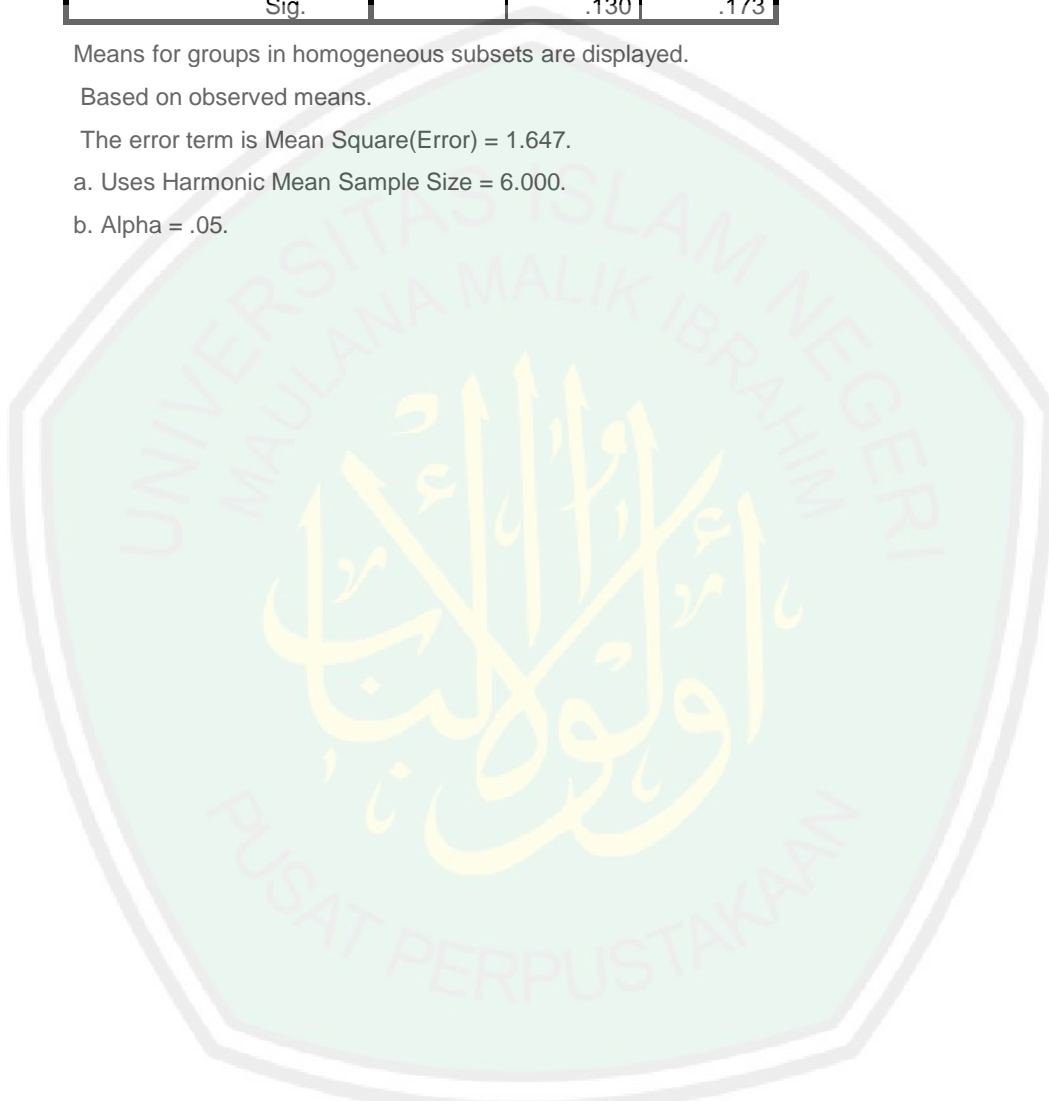 Sig. .130 .173
Means for groups in homogeneous subsets are displayed.
Based on observed means.
The error term is Mean Square(Error) = 1.647.
a. Uses Harmonic Mean Sample Size = 6.000.
b. Alpha = .05.
UNIVERSITAS ISLAM NEGERI
MAULANA MALIK IBRAHIM
أولوا الألباب
PUSAT PERPUSTAKAAN